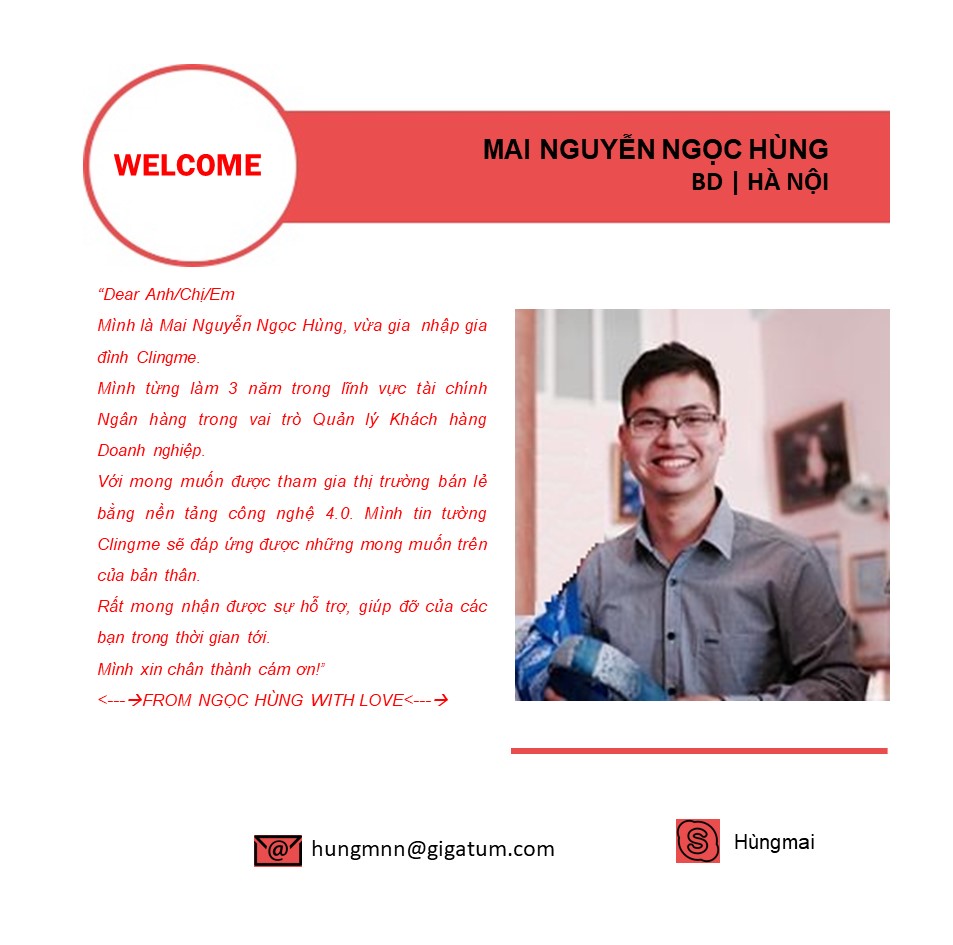 WELCOME
MAI NGUYỄN NGỌC HÙNG
BD | HÀ NỘI
“Dear Anh/Chị/Em
Mình là Mai Nguyễn Ngọc Hùng, vừa gia nhập gia
đình Clingme.
Mình từng làm 3 năm trong lĩnh vực tài chính
Ngân hàng trong vai trò Quản lý Khách hàng
Doanh nghiệp.
Với mong muốn được tham gia thị trường bán lẻ
bằng nền tảng công nghệ 4.0. Mình tin tường
Clingme sẽ đáp ứng được những mong muốn trên
của bản thân.
Rất mong nhận được sự hỗ trợ, giúp đỡ của các
bạn trong thời gian tới.
Mình xin chân thành cám ơn!”
<---→FROM NGỌC HÙNG WITH LOVE<---→
hungmnn@gigatum.com
Hùngmai